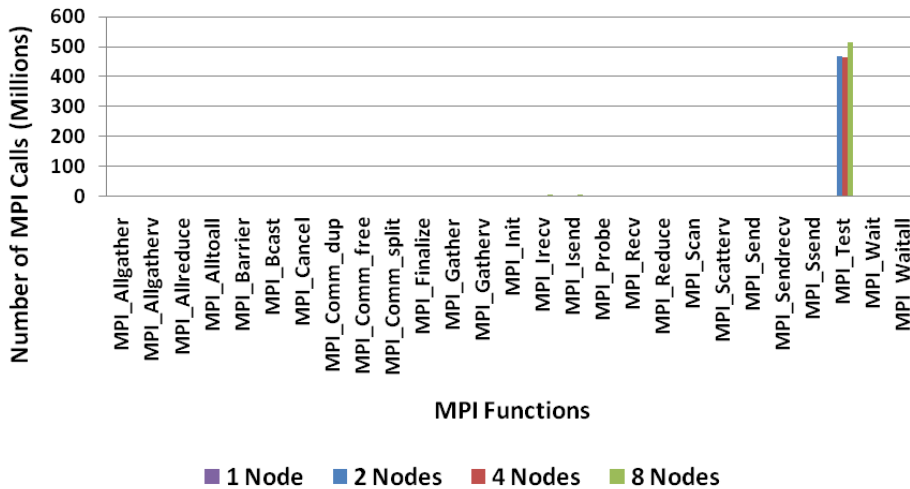 Number of MPI Calls (Millions)
600
500
400
300
200
100
0
MPI_Allgather
MPI_Allgatherv
MPI_Allreduce
MPI_Alltoall
MPI_Barrier
MPI_Bcast
MPI_Cancel
MPI_Comm_dup
MPI_Comm_free
MPI_Comm_split
MPI_Finalize
MPI_Gather
MPI_Gatherv
MPI_Init
MPI_Irecv
MPI_Isend
MPI_Probe
MPI_Recv
MPI_Reduce
MPI_Scan
MPI_Scatterv
MPI_Send
MPI_Sendrecv
MPI_Ssend
MPI_Test
MPI_Wait
MPI_Waitall
MPI Functions
1 Node 2 Nodes 4 Nodes 8 Nodes